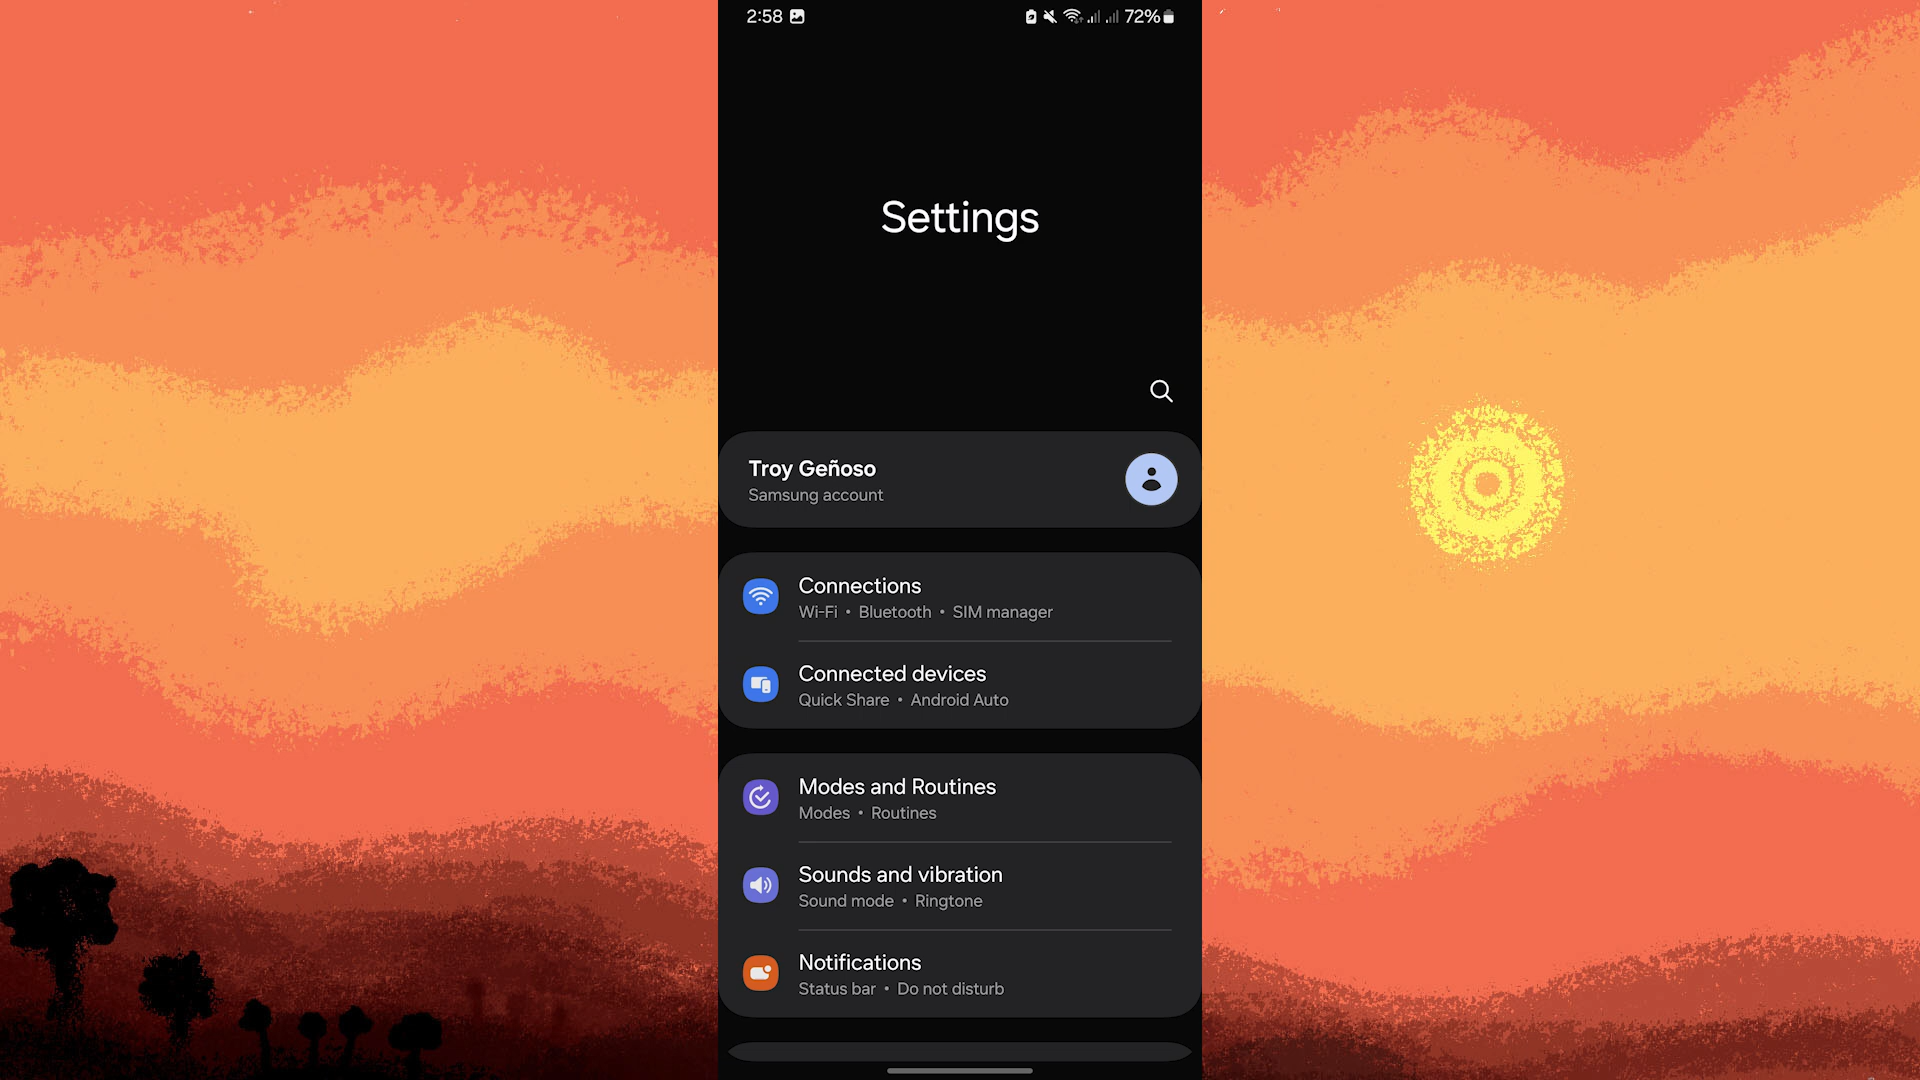 2:58 72%
Settings
Troy Geñoso
Samsung account
Connections
Wi-Fi • Bluetooth • SIM manager
Connected devices
Quick Share • Android Auto
Modes and Routines
Modes • Routines
Sounds and vibration
Sound mode • Ringtone
Notifications
Status bar • Do not disturb